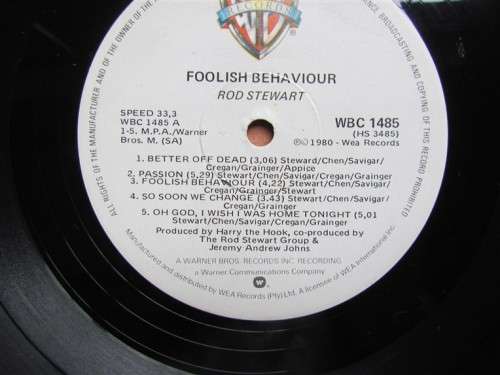 RECORDS
FOOLISH BEHAVIOUR
ROD STEWART
SPEED 33,3
WBC 1485 A
1-5. M.P.A./Warner
Bros. M. (SA)
WBC 1485
(HS 3485)
℗© 1980 - Wea Records
1. BETTER OFF DEAD (3,06) Steward/Chen/Savigar/
Cregan/Grainger/Appice
2. PASSION (5,29) Stewart/Chen/Savigar/Cregan/Grainger
3. FOOLISH BEHAVIOUR (4,22) Stewart/Chen/Savigar/
Cregan/Grainger/Stewart
4. SO SOON WE CHANGE (3,43) Stewart/Chen/Savigar/
Cregan/Grainger
5. OH GOD, I WISH I WAS HOME TONIGHT (5,01
Stewart/Chen/Savigar/Cregan/Grainger/
Cregan/Grainger
Produced by Harry the Hook, co-produced by
The Rod Stewart Group &
Jeremy Andrew Johns
A WARNER BROS. RECORDS INC. RECORDING
a Warner Communications Company
ALL RIGHTS OF THE MANUFACTURER AND OF THE OWNER OF THE
BROADCASTING AND COPYING OF THIS RECORD PROHIBITED
Manufactured and distributed by WEA Records (Pty) Ltd. A licensee of WEA International Inc.